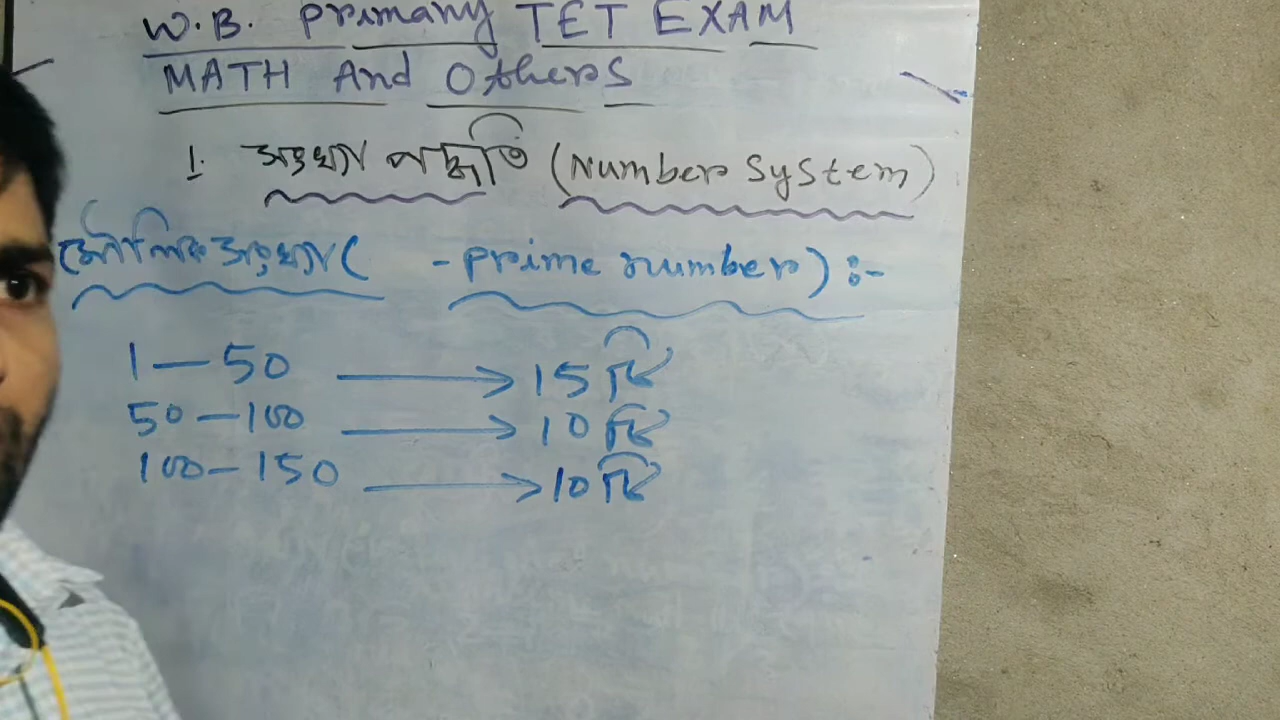 W.B. Primary TET EXAM
MATH And Others
1. সংখ্যা পদ্ধতি (Number System)
মৌলিক সংখ্যা ( - prime number) :-
1 — 50 → 15 টি
50 — 100 → 10 টি
100 — 150 → 10 টি